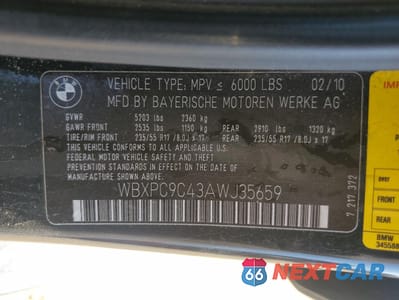 BMW
VEHICLE TYPE: MPV ≤ 6000 LBS 02/10
MFD BY BAYERISCHE MOTOREN WERKE AG
GVWR 5203 lbs 2360 kg
GAWR
FRONT 2535 lbs 1150 kg REAR 2910 lbs 1320 kg
TIRE/RIM FRONT 235/55 R17 /8.0J x 17 REAR 235/55 R17 /8.0J x 17
THIS VEHICLE CONFORMS TO ALL APPLICABLE
U.S. FEDERAL MOTOR VEHICLE SAFETY, BUMPER, AND THEFT
PREVENTION STANDARDS IN EFFECT ON THE DATE
OF MANUFACTURE SHOWN ABOVE.
WBXPC9C43AWJ35659
7 217 372
BMW
66 NEXTCAR